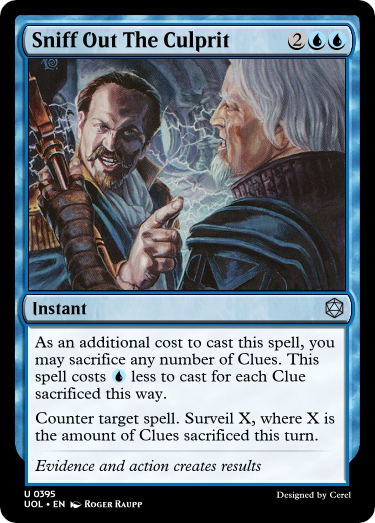 Sniff Out The Culprit 2
Instant
As an additional cost to cast this spell, you
may sacrifice any number of Clues. This
spell costs less to cast for each Clue
sacrificed this way.
Counter target spell. Surveil X, where X is
the amount of Clues sacrificed this turn.
Evidence and action creates results
U 0395
UOL • EN Roger Raupp
Designed by Cerel